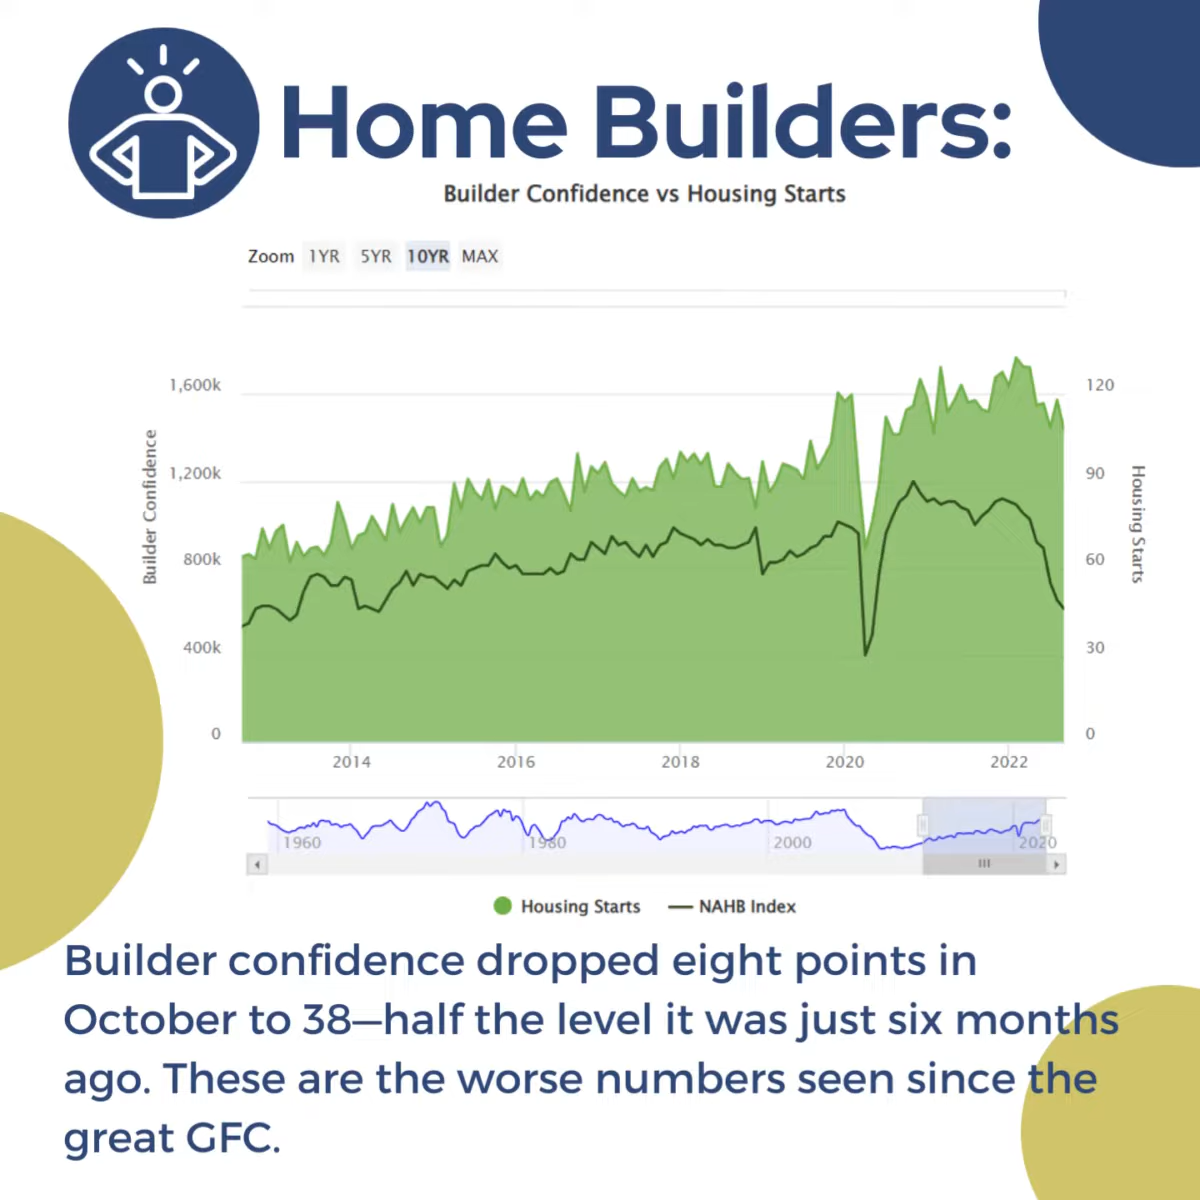 Home Builders:
Builder Confidence vs Housing Starts
Zoom 1YR 5YR 10YR MAX
1,600k
1,200k
800k
400k
0
Builder Confidence
120
90
60
30
0
Housing Starts
2014 2016 2018 2020 2022
1960 1980 2000 2020
Housing Starts NAHB Index
Builder confidence dropped eight points in
October to 38—half the level it was just six months
ago. These are the worse numbers seen since the
great GFC.